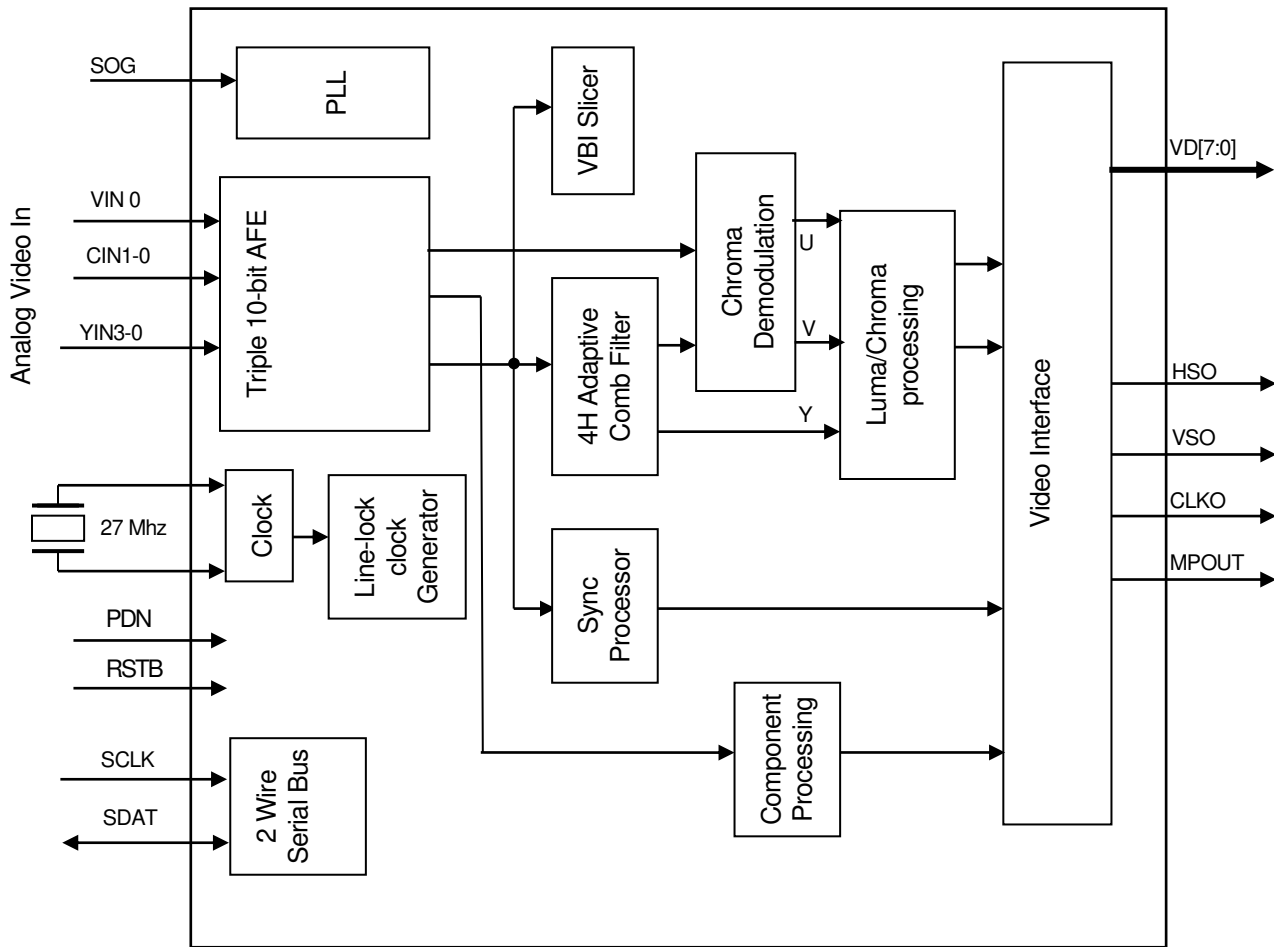 Analog Video In
SOG
VIN 0
CIN1-0
YIN3-0
27 Mhz
PDN
RSTB
SCLK
SDAT
PLL
Triple 10-bit AFE
Clock
Line-lock
clock
Generator
2 Wire
Serial Bus
VBI Slicer
4H Adaptive
Comb Filter
Sync
Processor
Chroma
Demodulation
Component
Processing
U
V
Y
Luma/Chroma
processing
Video Interface
VD[7:0]
HSO
VSO
CLKO
MPOUT